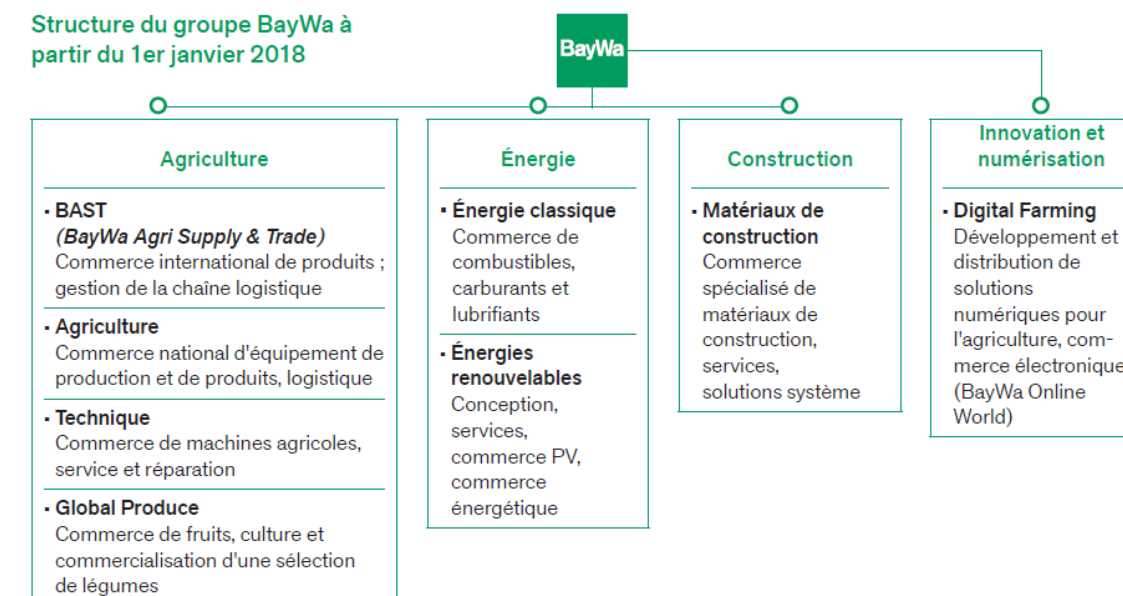 Structure du groupe BayWa à
partir du 1er janvier 2018
BayWa
Agriculture
· BAST
(BayWa Agri Supply & Trade)
Commerce international de produits ;
gestion de la chaîne logistique
· Agriculture
Commerce national d'équipement de
production et de produits, logistique
· Technique
Commerce de machines agricoles,
service et réparation
· Global Produce
Commerce de fruits, culture et
commercialisation d'une sélection
de légumes
Énergie
· Énergie classique
Commerce de
combustibles,
carburants et
lubrifiants
· Énergies
renouvelables
Conception,
services,
commerce PV,
commerce
énergétique
Construction
· Matériaux de
construction
Commerce
spécialisé de
matériaux de
construction,
services,
solutions système
Innovation et
numérisation
· Digital Farming
Développement et
distribution de
solutions
numériques pour
l'agriculture, com-
merce électronique
(BayWa Online
World)